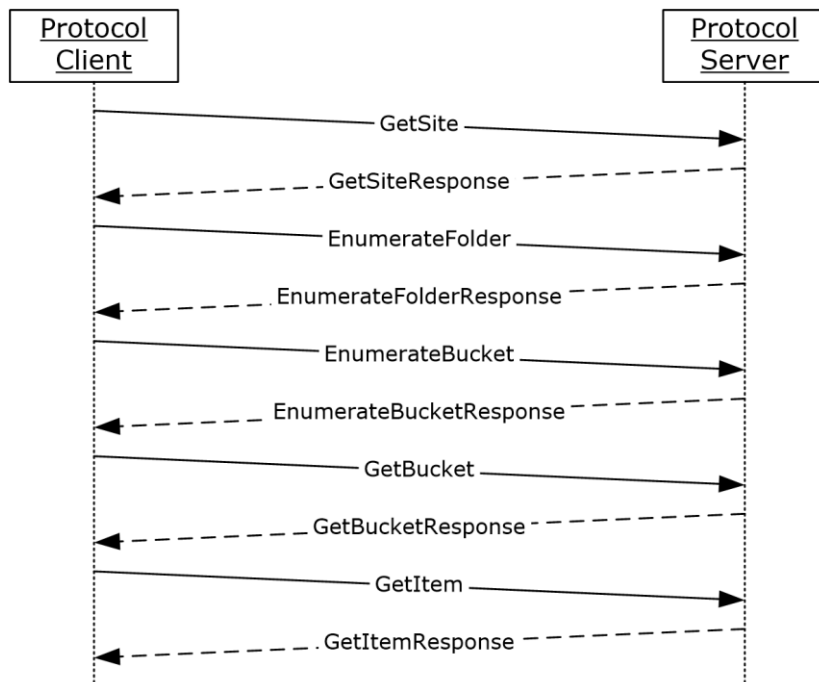 Protocol
Client
Protocol
Server
GetSite
GetSiteResponse
EnumerateFolder
EnumerateFolderResponse
EnumerateBucket
EnumerateBucketResponse
GetBucket
GetBucketResponse
GetItem
GetItemResponse